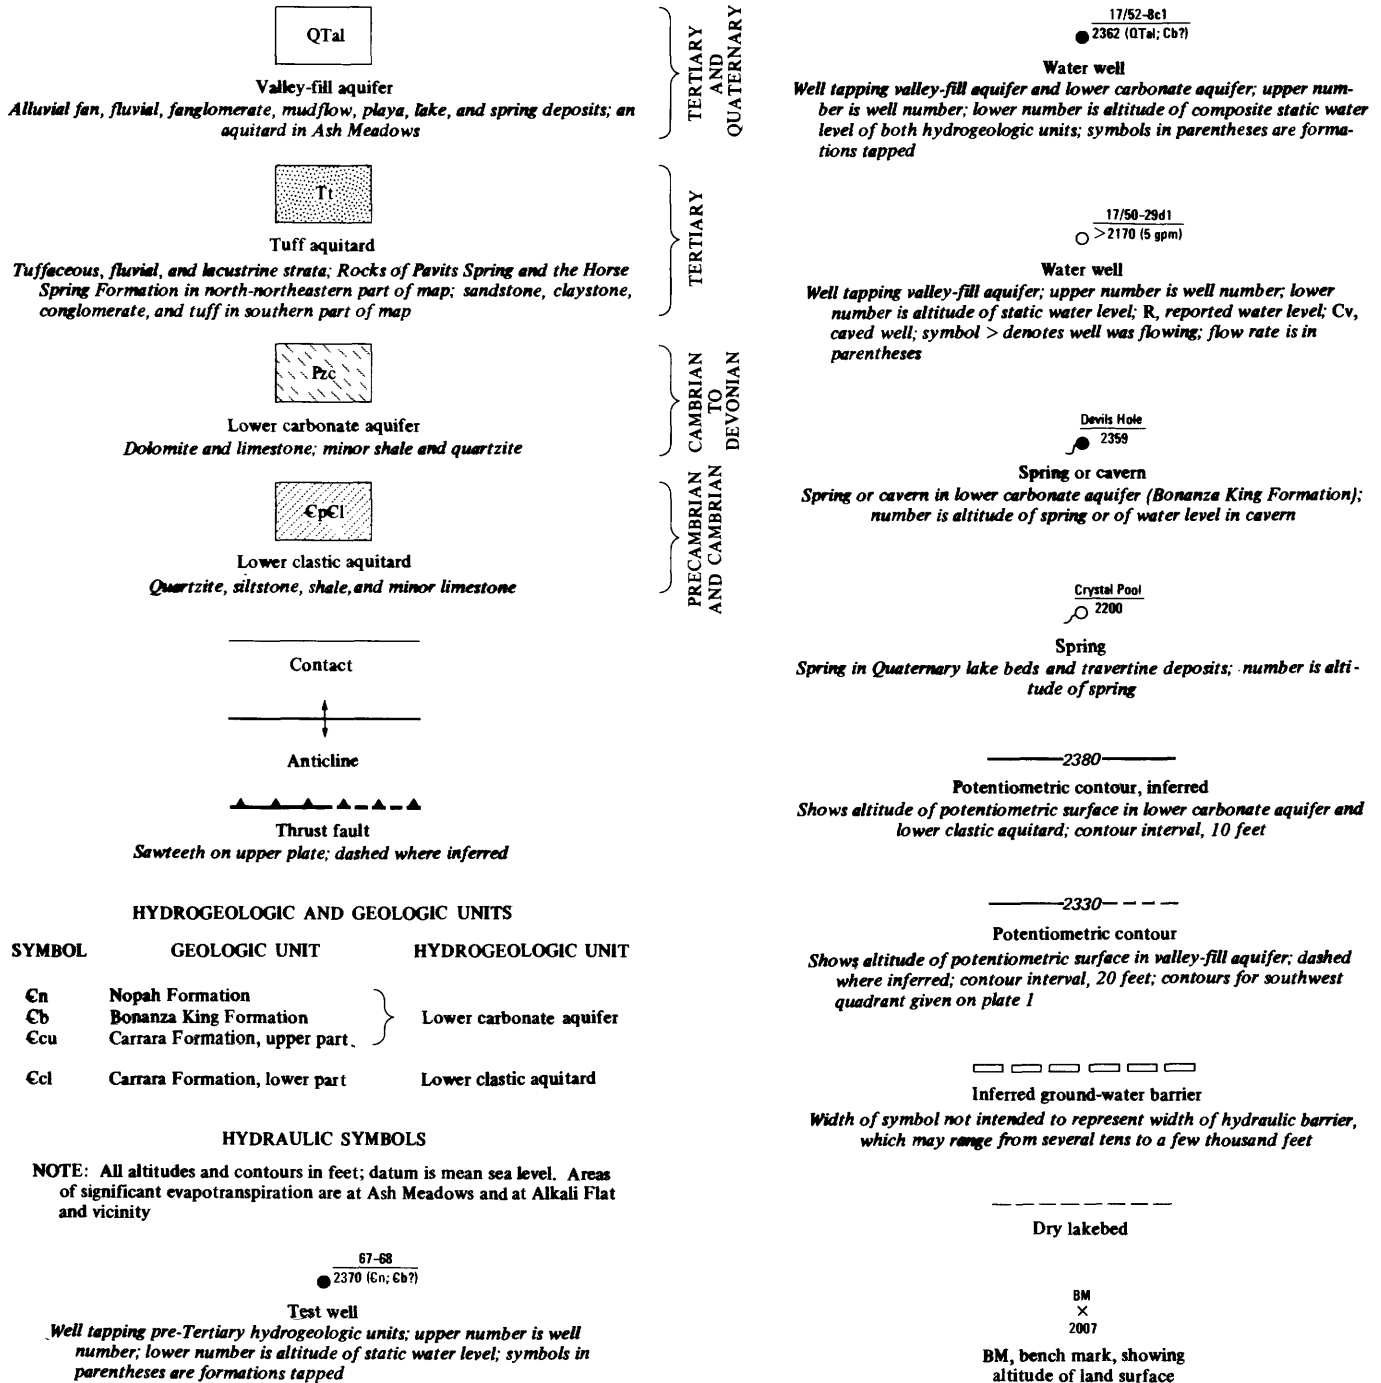 QTal
Valley-fill aquifer
Alluvial fan, fluvial, fanglomerate, mudflow, playa, lake, and spring deposits; an
aquitard in Ash Meadows
TERTIARY
AND
QUATERNARY
Tt
Tuff aquitard
Tuffaceous, fluvial, and lacustrine strata; Rocks of Pavits Spring and the Horse
Spring Formation in north-northeastern part of map; sandstone, claystone,
conglomerate, and tuff in southern part of map
TERTIARY
Pzc
Lower carbonate aquifer
Dolomite and limestone; minor shale and quartzite
CAMBRIAN
TO
DEVONIAN
ЄpЄl
Lower clastic aquitard
Quartzite, siltstone, shale, and minor limestone
PRECAMBRIAN
AND CAMBRIAN
Contact
Anticline
Thrust fault
Sawteeth on upper plate; dashed where inferred
HYDROGEOLOGIC AND GEOLOGIC UNITS
SYMBOL GEOLOGIC UNIT HYDROGEOLOGIC UNIT
Єn Nopah Formation
Єb Bonanza King Formation Lower carbonate aquifer
Єcu Carrara Formation, upper part
Єcl Carrara Formation, lower part Lower clastic aquitard
HYDRAULIC SYMBOLS
NOTE: All altitudes and contours in feet; datum is mean sea level. Areas
of significant evapotranspiration are at Ash Meadows and at Alkali Flat
and vicinity
67-68
2370 (Єn; Єb?)
Test well
Well tapping pre-Tertiary hydrogeologic units; upper number is well
number; lower number is altitude of static water level; symbols in
parentheses are formations tapped
17/52-8c1
2362 (QTal; Cb?)
Water well
Well tapping valley-fill aquifer and lower carbonate aquifer; upper num-
ber is well number; lower number is altitude of composite static water
level of both hydrogeologic units; symbols in parentheses are forma-
tions tapped
17/50-29d1
>2170 (5 gpm)
Water well
Well tapping valley-fill aquifer; upper number is well number; lower
number is altitude of static water level; R, reported water level; Cv,
caved well; symbol > denotes well was flowing; flow rate is in
parentheses
Devils Hole
2359
Spring or cavern
Spring or cavern in lower carbonate aquifer (Bonanza King Formation);
number is altitude of spring or of water level in cavern
Crystal Pool
2200
Spring
Spring in Quaternary lake beds and travertine deposits; number is alti-
tude of spring
2380
Potentiometric contour, inferred
Shows altitude of potentiometric surface in lower carbonate aquifer and
lower clastic aquitard; contour interval, 10 feet
2330
Potentiometric contour
Shows altitude of potentiometric surface in valley-fill aquifer; dashed
where inferred; contour interval, 20 feet; contours for southwest
quadrant given on plate 1
Inferred ground-water barrier
Width of symbol not intended to represent width of hydraulic barrier,
which may range from several tens to a few thousand feet
Dry lakebed
BM
2007
BM, bench mark, showing
altitude of land surface